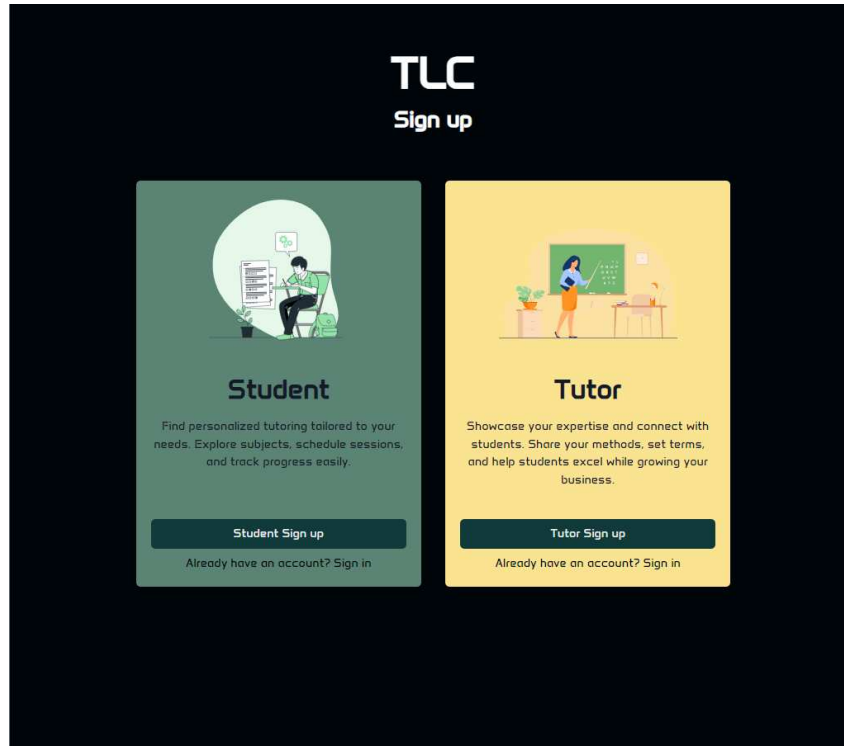 TLC
Sign up
Student
Find personalized tutoring tailored to your
needs. Explore subjects, schedule sessions,
and track progress easily.
Student Sign up
Already have an account? Sign in
Tutor
Showcase your expertise and connect with
students. Share your methods, set terms,
and help students excel while growing your
business.
Tutor Sign up
Already have an account? Sign in